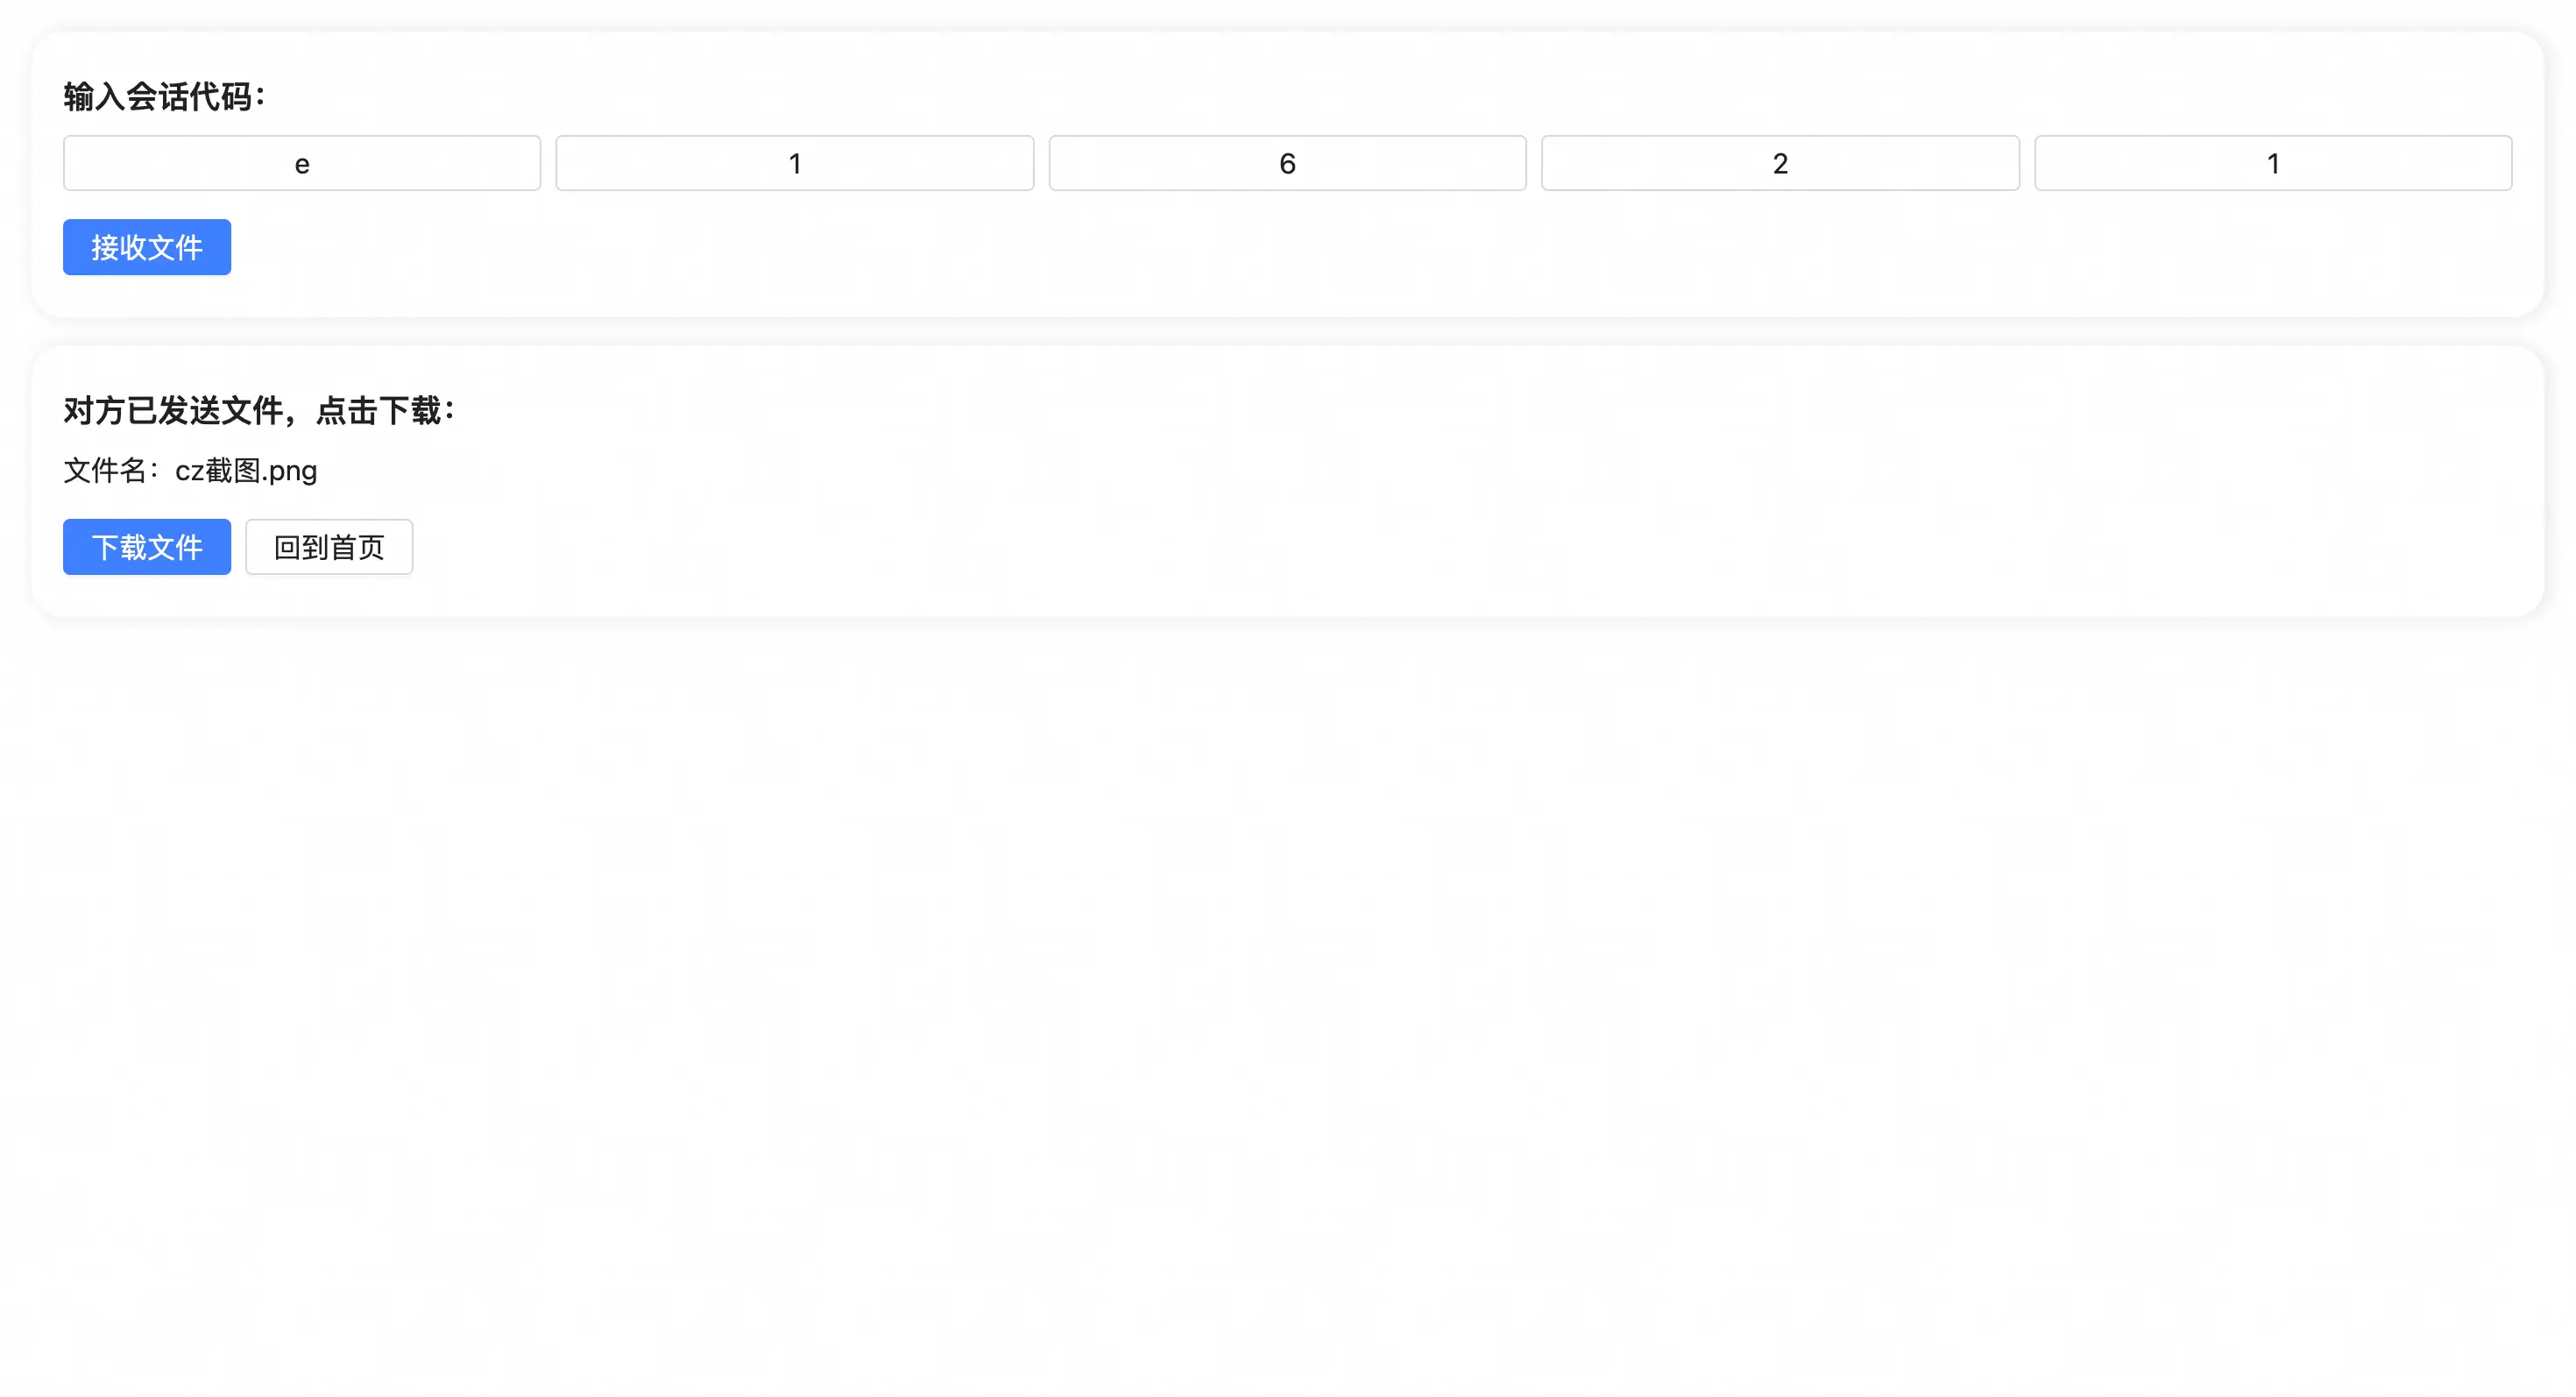 输入会话代码：
e 1 6 2 1
接收文件
对方已发送文件，点击下载：
文件名：cz截图.png
下载文件 回到首页